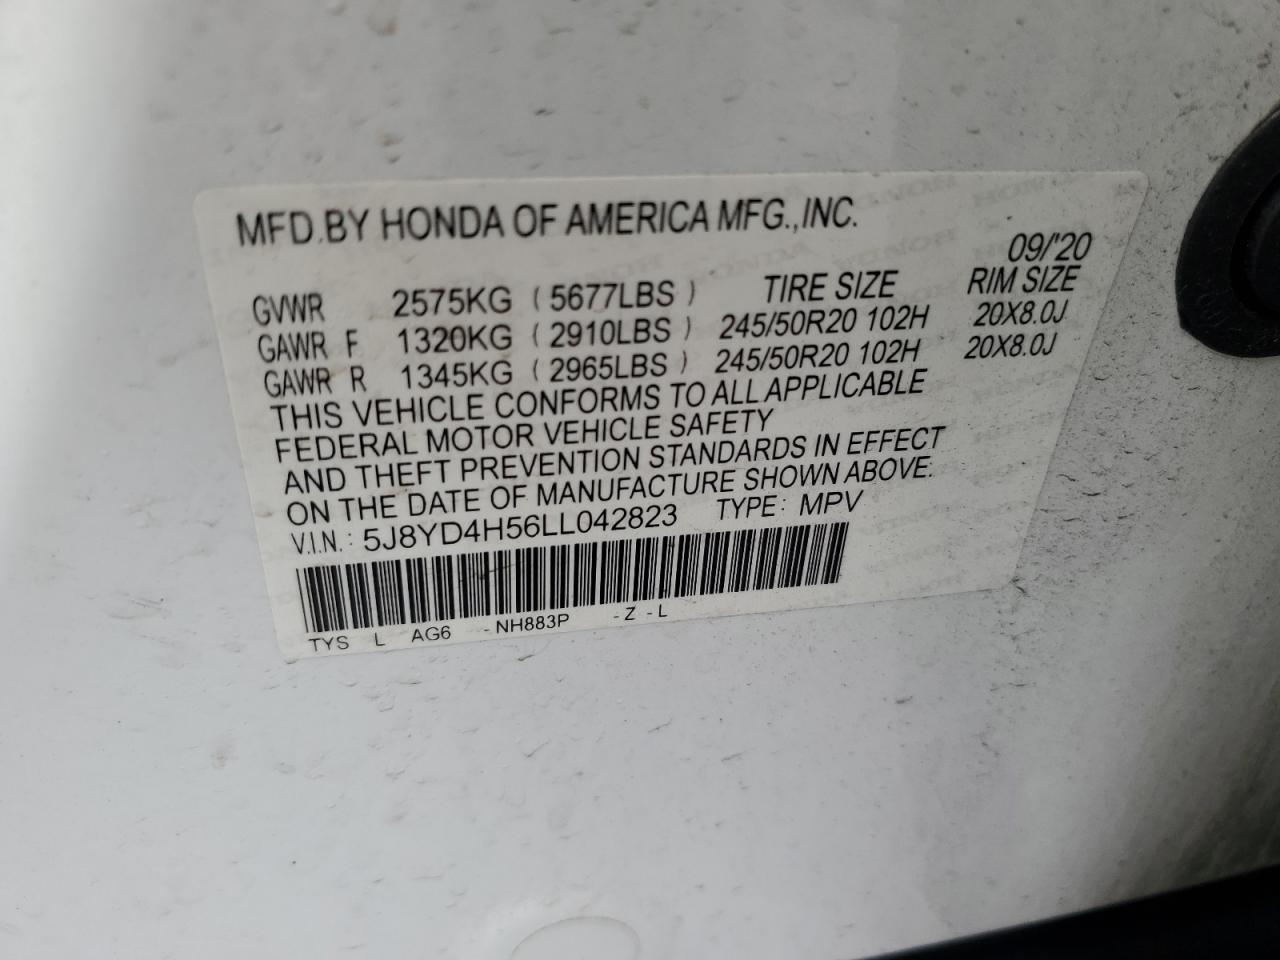 MFD.BY HONDA OF AMERICA MFG.,INC.
09/'20
GVWR 2575KG ( 5677LBS ) TIRE SIZE RIM SIZE
GAWR F 1320KG ( 2910LBS ) 245/50R20 102H 20X8.0J
GAWR R 1345KG ( 2965LBS ) 245/50R20 102H 20X8.0J
THIS VEHICLE CONFORMS TO ALL APPLICABLE
FEDERAL MOTOR VEHICLE SAFETY
AND THEFT PREVENTION STANDARDS IN EFFECT
ON THE DATE OF MANUFACTURE SHOWN ABOVE.
V.I.N.: 5J8YD4H56LL042823 TYPE: MPV
TYS L AG6 -NH883P -Z-L